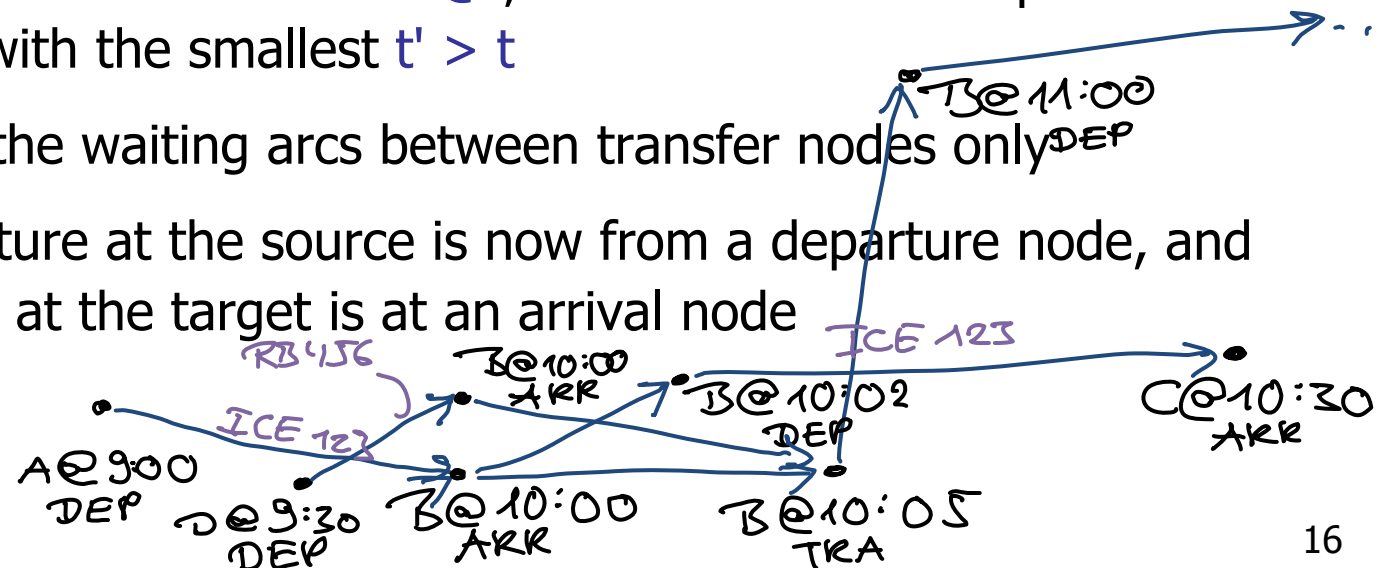 with the smallest t' > t
B@11:00
DEP
the waiting arcs between transfer nodes only
ture at the source is now from a departure node, and
at the target is at an arrival node
RB456
B@10:00
ARR
ICE 123
B@10:02
DEP
C@10:30
ARR
ICE 123
A@9:00
DEP
D@9:30
DEP
B@10:00
ARR
B@10:05
TRA
16